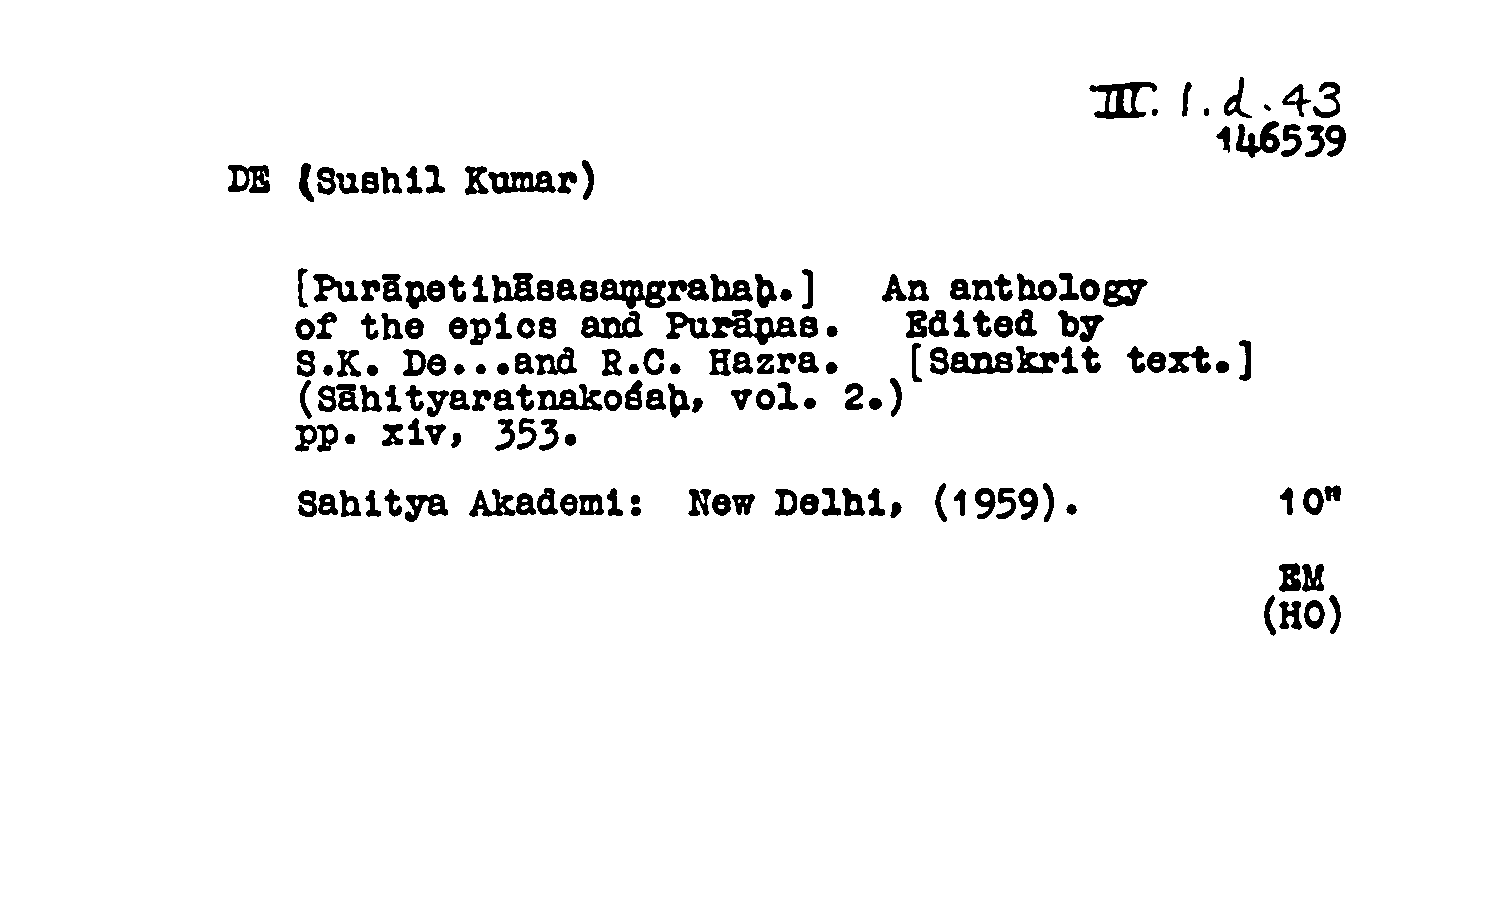 III. 1. d. 43
146539
DE (Sushil Kumar)
[Purāṇetihāsasaṃgrahaḥ.] An anthology
of the epics and Purāṇas. Edited by
S.K. De...and R.C. Hazra. [Sanskrit text.]
(Sāhityaratnakośaḥ, vol. 2.)
pp. xiv, 353.
Sahitya Akademi: New Delhi, (1959). 10"
EM
(HO)